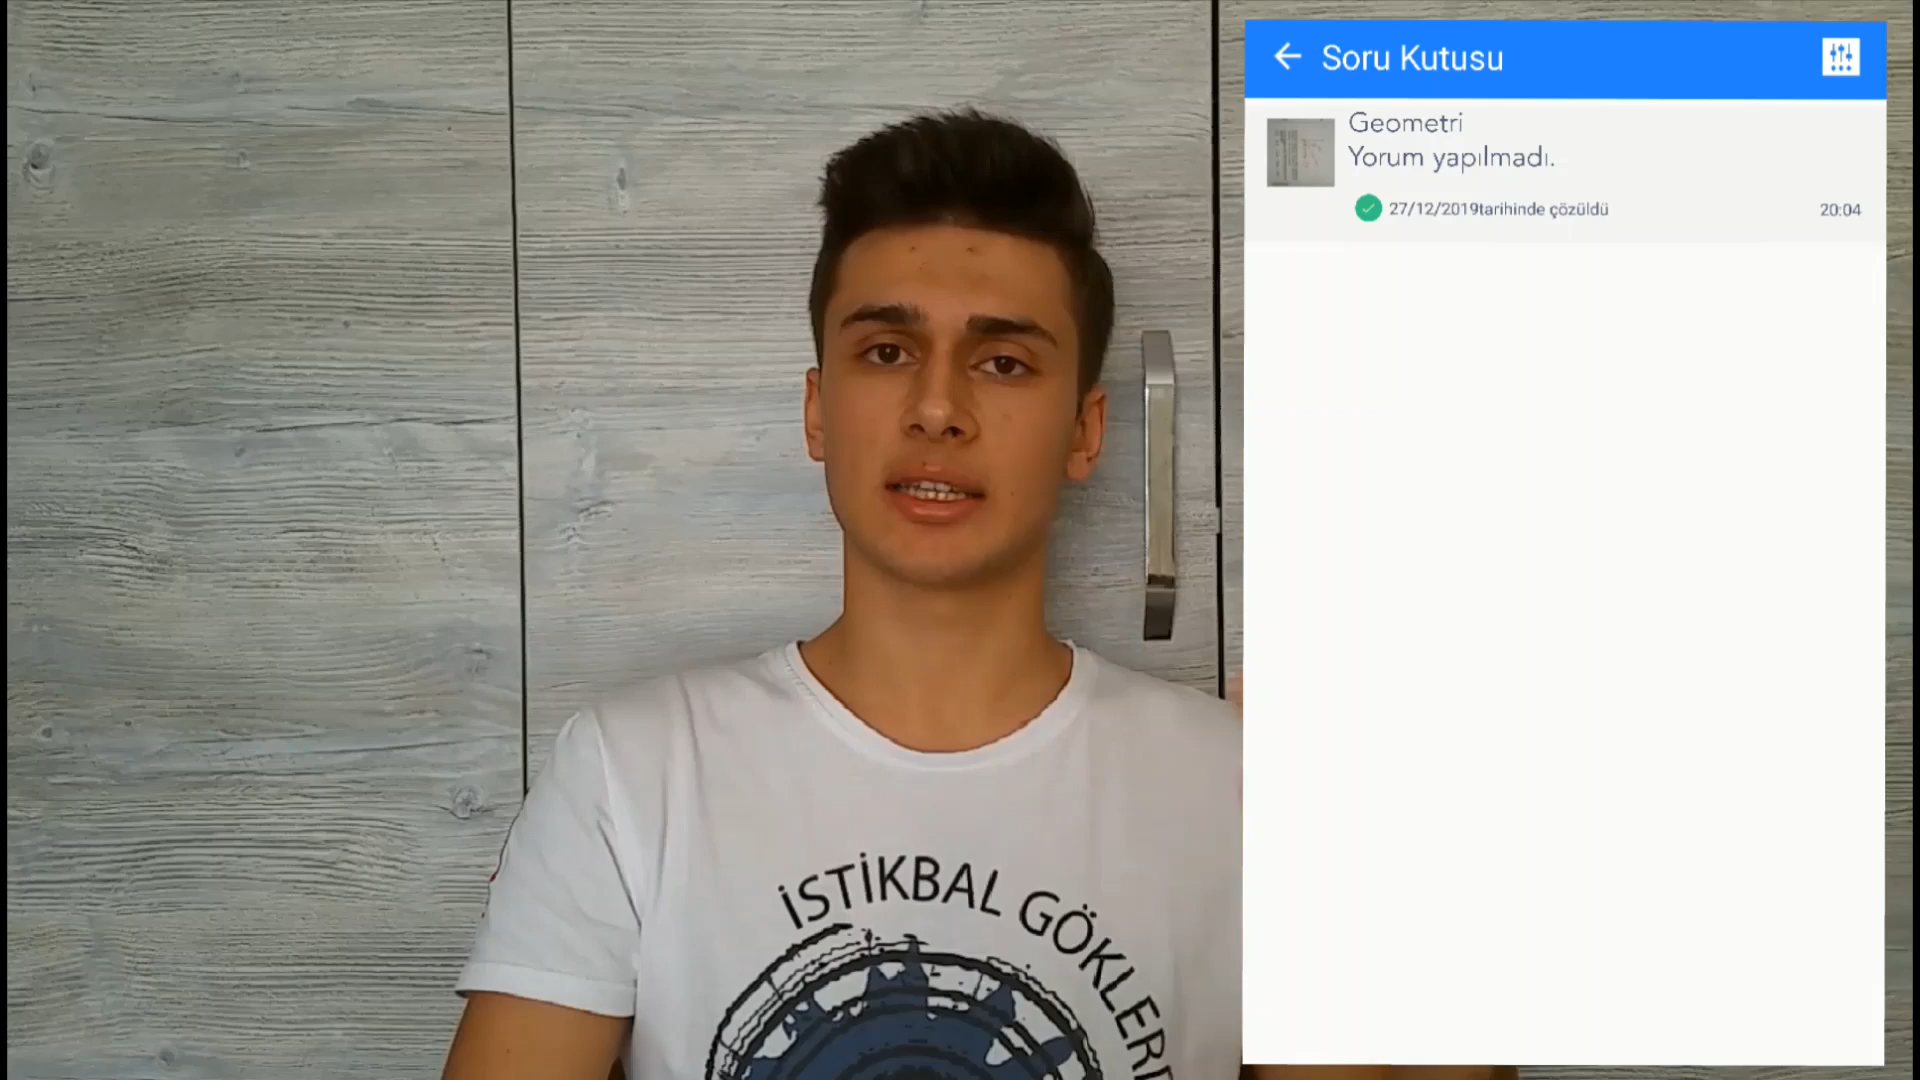 Soru Kutusu
Geometri
Yorum yapılmadı.
27/12/2019tarihinde çözüldü
20:04
İSTİKBAL GÖKLERD